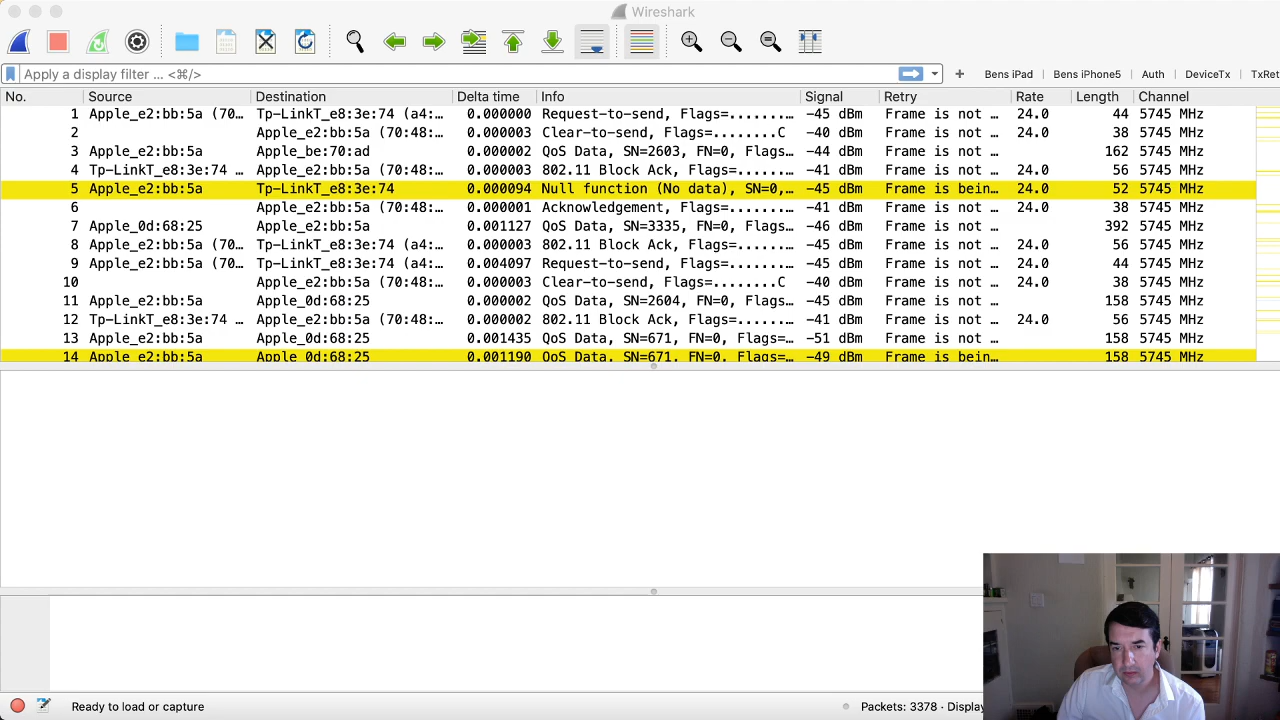 Wireshark
Apply a display filter ... <⌘/>
Bens iPad
Bens iPhone5
Auth
DeviceTx
TxRet
No. Source Destination Delta time Info Signal Retry Rate Length Channel
1 Apple_e2:bb:5a (70… Tp-LinkT_e8:3e:74 (a4:… 0.000000 Request-to-send, Flags=.......… -45 dBm Frame is not … 24.0 44 5745 MHz
2 Apple_e2:bb:5a (70:48:… 0.000003 Clear-to-send, Flags=........C -40 dBm Frame is not … 24.0 38 5745 MHz
3 Apple_e2:bb:5a Apple_be:70:ad 0.000002 QoS Data, SN=2603, FN=0, Flags… -44 dBm Frame is not … 162 5745 MHz
4 Tp-LinkT_e8:3e:74 … Apple_e2:bb:5a (70:48:… 0.000003 802.11 Block Ack, Flags=......… -41 dBm Frame is not … 24.0 56 5745 MHz
5 Apple_e2:bb:5a Tp-LinkT_e8:3e:74 0.000094 Null function (No data), SN=0,… -45 dBm Frame is bein… 24.0 52 5745 MHz
6 Apple_e2:bb:5a (70:48:… 0.000001 Acknowledgement, Flags=.......… -41 dBm Frame is not … 24.0 38 5745 MHz
7 Apple_0d:68:25 Apple_e2:bb:5a 0.001127 QoS Data, SN=3335, FN=0, Flags… -46 dBm Frame is not … 392 5745 MHz
8 Apple_e2:bb:5a (70… Tp-LinkT_e8:3e:74 (a4:… 0.000003 802.11 Block Ack, Flags=......… -45 dBm Frame is not … 24.0 56 5745 MHz
9 Apple_e2:bb:5a (70… Tp-LinkT_e8:3e:74 (a4:… 0.004097 Request-to-send, Flags=.......… -45 dBm Frame is not … 24.0 44 5745 MHz
10 Apple_e2:bb:5a (70:48:… 0.000003 Clear-to-send, Flags=........C -40 dBm Frame is not … 24.0 38 5745 MHz
11 Apple_e2:bb:5a Apple_0d:68:25 0.000002 QoS Data, SN=2604, FN=0, Flags… -45 dBm Frame is not … 158 5745 MHz
12 Tp-LinkT_e8:3e:74 … Apple_e2:bb:5a (70:48:… 0.000002 802.11 Block Ack, Flags=......… -41 dBm Frame is not … 24.0 56 5745 MHz
13 Apple_e2:bb:5a Apple_0d:68:25 0.001435 QoS Data, SN=671, FN=0, Flags=… -51 dBm Frame is not … 158 5745 MHz
14 Apple_e2:bb:5a Apple_0d:68:25 0.001190 QoS Data, SN=671, FN=0, Flags=… -49 dBm Frame is bein… 158 5745 MHz
Ready to load or capture
Packets: 3378 · Display